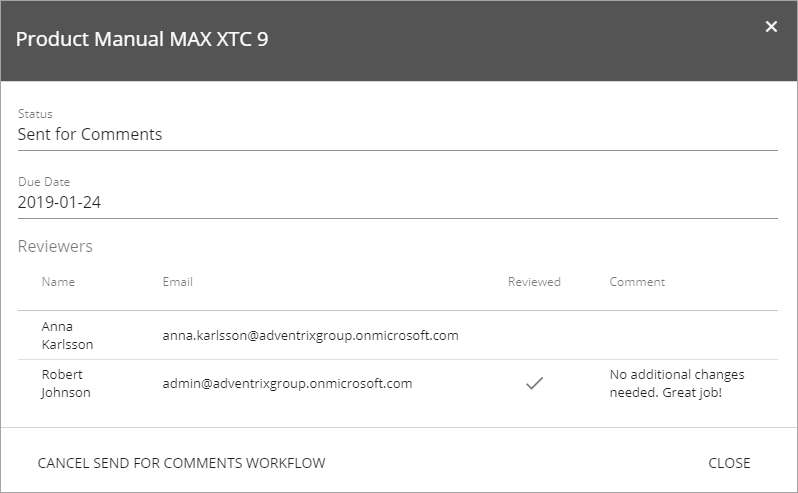 Product Manual MAX XTC 9
Status
Sent for Comments
Due Date
2019-01-24
Reviewers
Name Email Reviewed Comment
Anna
Karlsson
anna.karlsson@adventrixgroup.onmicrosoft.com
Robert
Johnson
admin@adventrixgroup.onmicrosoft.com
No additional changes
needed. Great job!
CANCEL SEND FOR COMMENTS WORKFLOW CLOSE